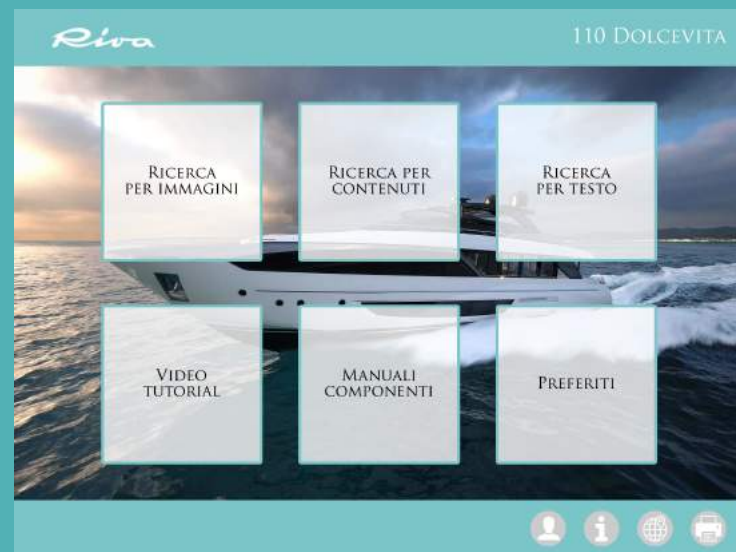 Riva
110 Dolcevita
Ricerca
per immagini
Ricerca per
contenuti
Ricerca
per testo
Video
tutorial
Manuali
componenti
Preferiti